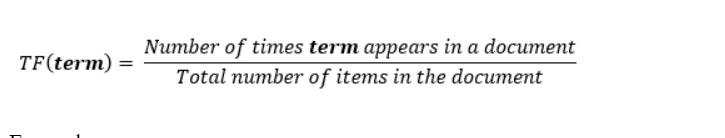 TF(term) = Number of times term appears in a document
Total number of items in the document